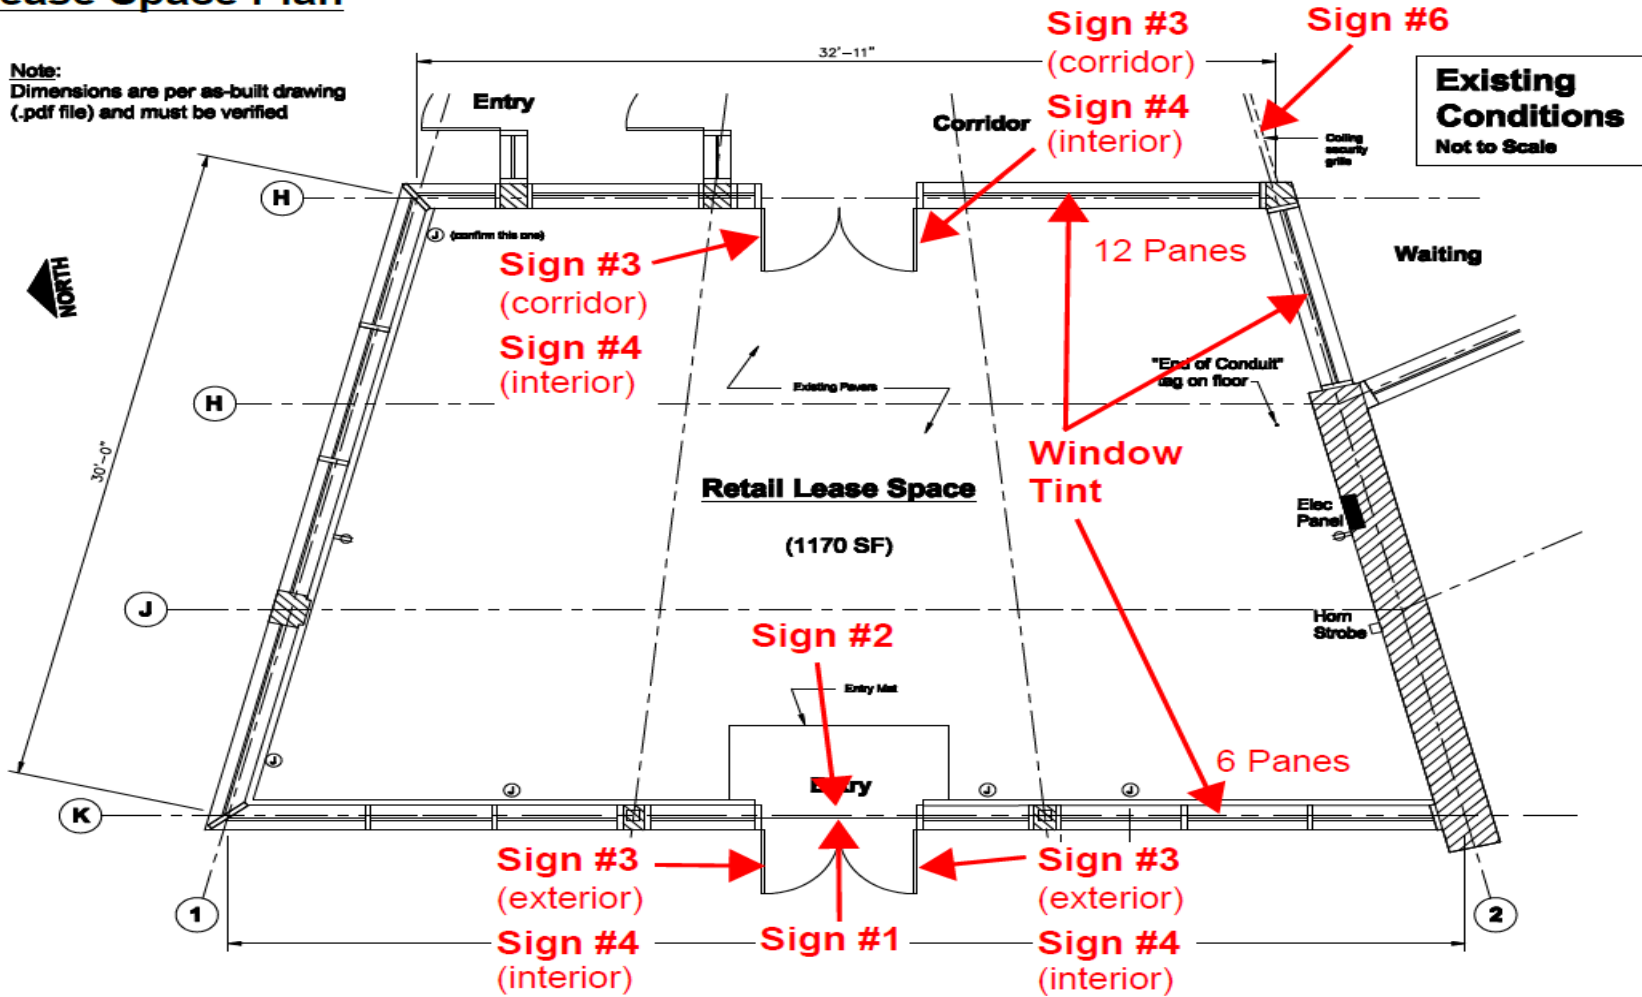 ease Space Plan
Note:
Dimensions are per as-built drawing
(.pdf file) and must be verified
32'-11"
Sign #3
(corridor)
Sign #4
(interior)
Sign #6
Existing
Conditions
Not to Scale
Entry
Corridor
Coiling
security
grille
H
J (confirm this one)
NORTH
Sign #3
(corridor)
Sign #4
(interior)
12 Panes
Waiting
Existing Pavers
"End of Conduit"
tag on floor
H
30'-0"
Window
Tint
Retail Lease Space
(1170 SF)
Elec
Panel
J
Horn
Strobe
Sign #2
Entry Mat
J
6 Panes
Entry
J
J
J
K
Sign #3
(exterior)
Sign #4
(interior)
Sign #1
Sign #3
(exterior)
Sign #4
(interior)
1
2